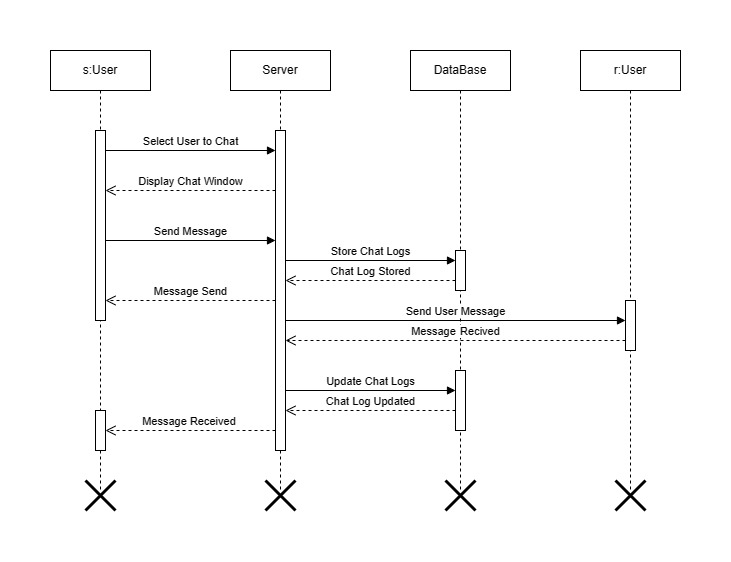 s:User
Server
DataBase
r:User
Select User to Chat
Display Chat Window
Send Message
Store Chat Logs
Chat Log Stored
Message Send
Send User Message
Message Recived
Update Chat Logs
Chat Log Updated
Message Received